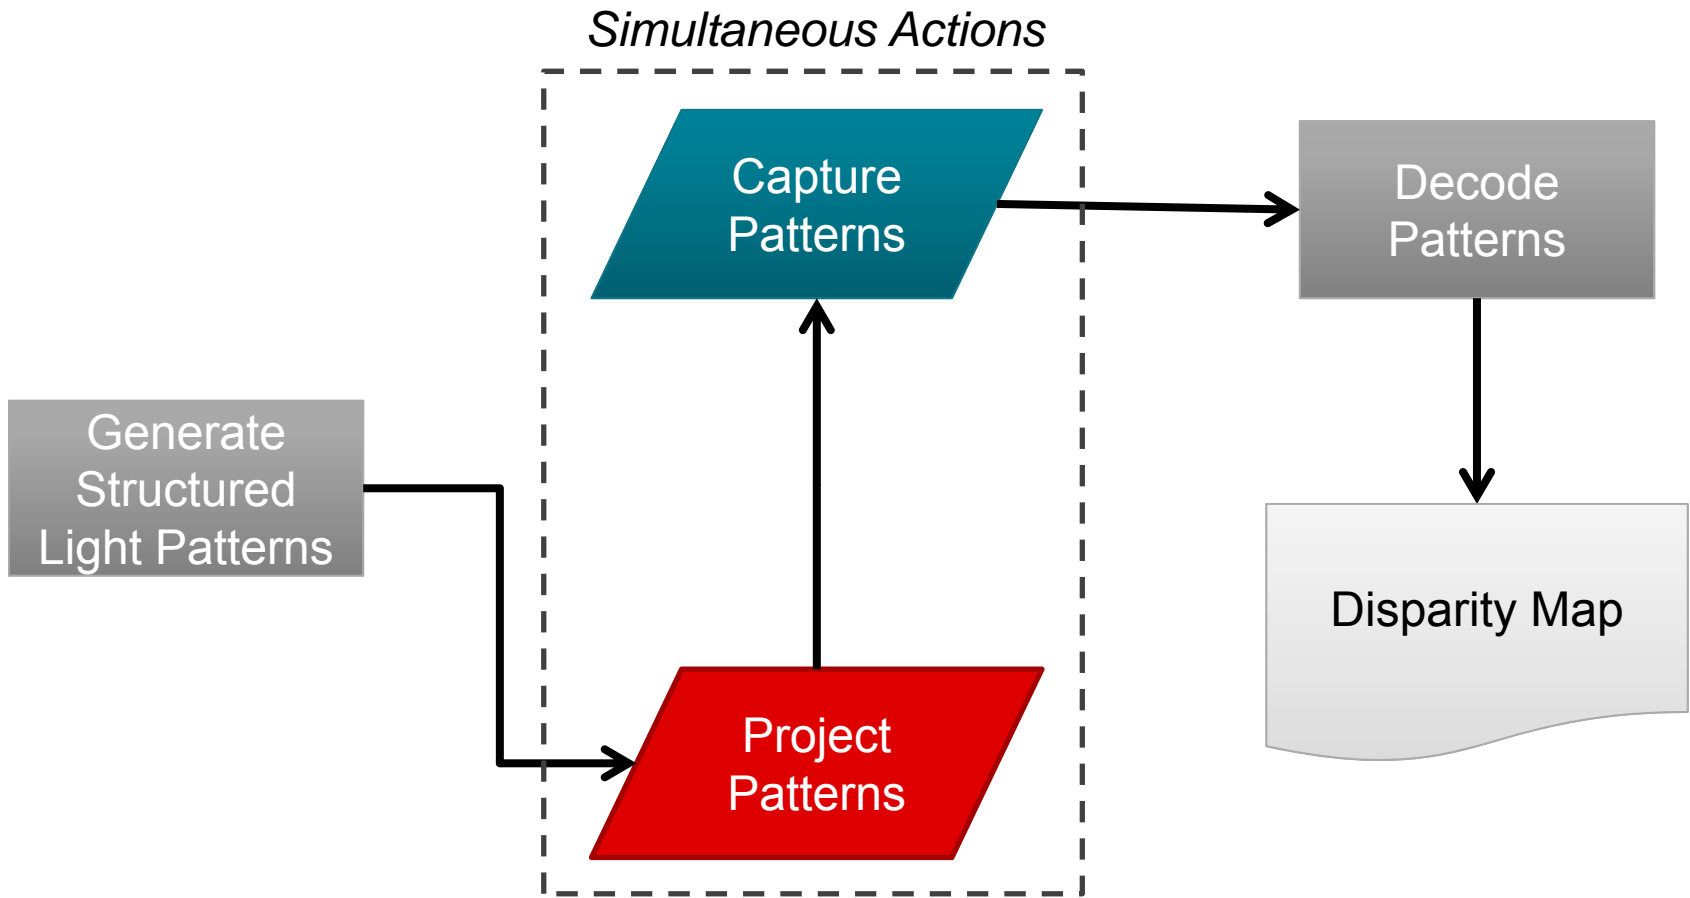 Simultaneous Actions
Capture
Patterns
Decode
Patterns
Generate
Structured
Light Patterns
Disparity Map
Project
Patterns